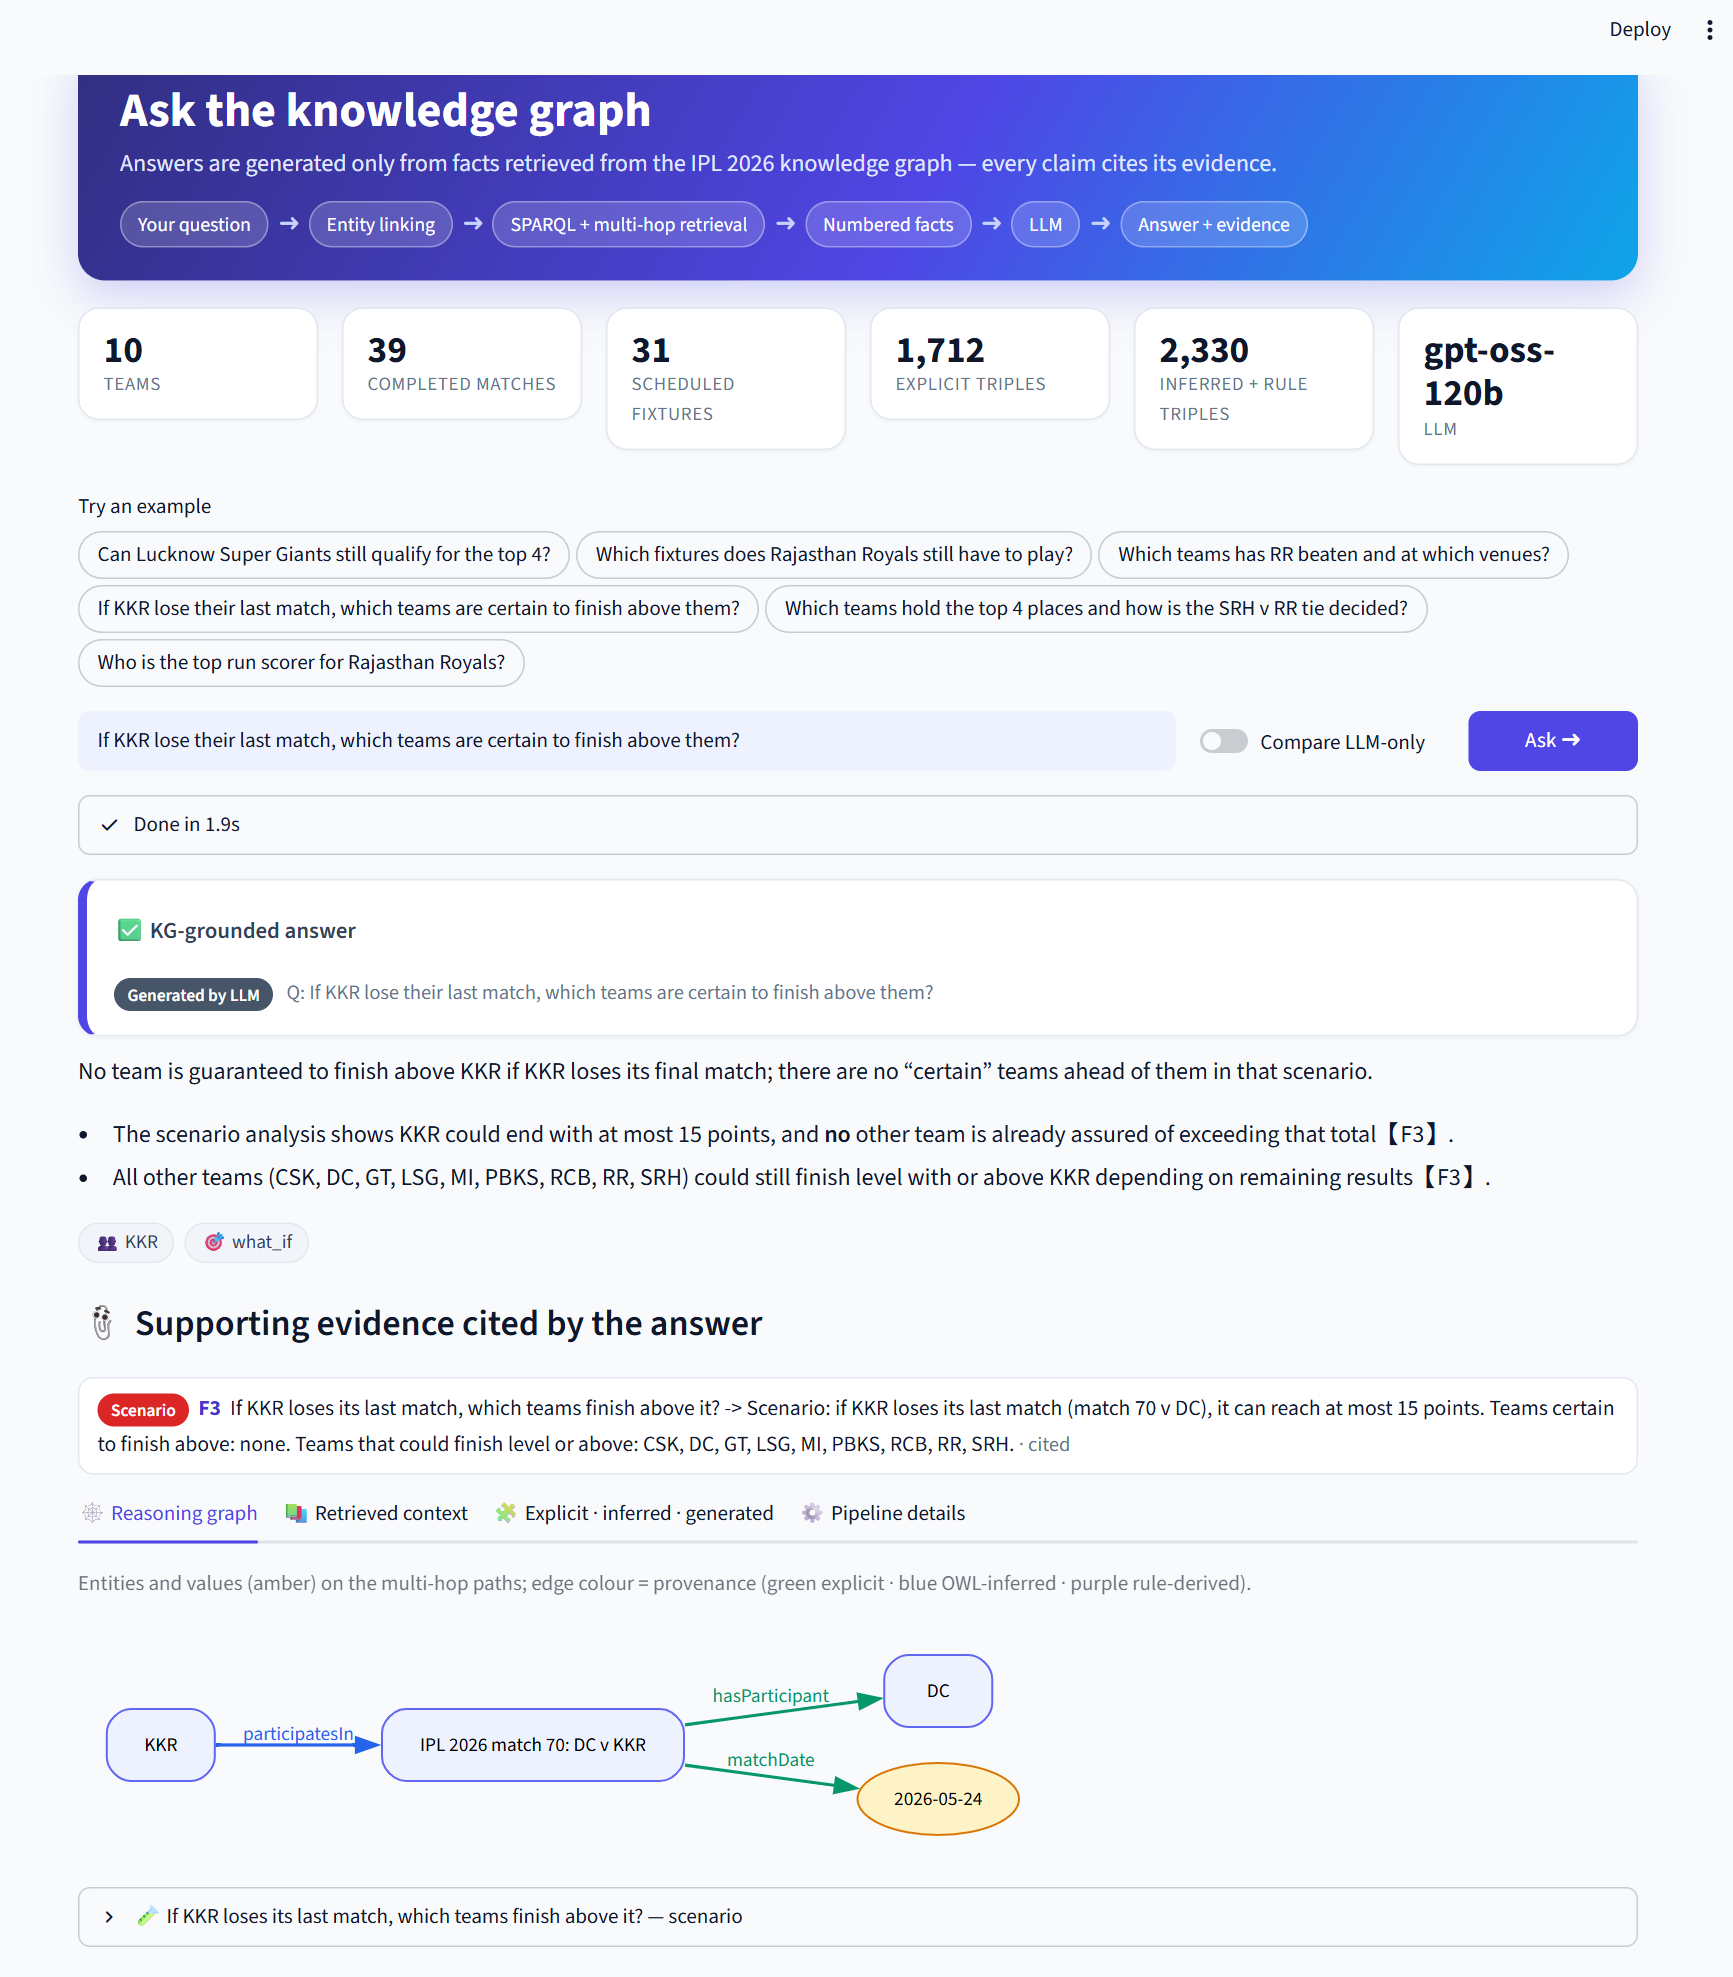 Deploy
Ask the knowledge graph
Answers are generated only from facts retrieved from the IPL 2026 knowledge graph — every claim cites its evidence.
Your question → Entity linking → SPARQL + multi-hop retrieval → Numbered facts → LLM → Answer + evidence
10
TEAMS
39
COMPLETED MATCHES
31
SCHEDULED
FIXTURES
1,712
EXPLICIT TRIPLES
2,330
INFERRED + RULE
TRIPLES
gpt-oss-
120b
LLM
Try an example
Can Lucknow Super Giants still qualify for the top 4?
Which fixtures does Rajasthan Royals still have to play?
Which teams has RR beaten and at which venues?
If KKR lose their last match, which teams are certain to finish above them?
Which teams hold the top 4 places and how is the SRH v RR tie decided?
Who is the top run scorer for Rajasthan Royals?
If KKR lose their last match, which teams are certain to finish above them?
Compare LLM-only
Ask →
Done in 1.9s
KG-grounded answer
Generated by LLM Q: If KKR lose their last match, which teams are certain to finish above them?
No team is guaranteed to finish above KKR if KKR loses its final match; there are no “certain” teams ahead of them in that scenario.
• The scenario analysis shows KKR could end with at most 15 points, and no other team is already assured of exceeding that total【F3】.
• All other teams (CSK, DC, GT, LSG, MI, PBKS, RCB, RR, SRH) could still finish level with or above KKR depending on remaining results【F3】.
KKR
what_if
Supporting evidence cited by the answer
Scenario F3 If KKR loses its last match, which teams finish above it? -> Scenario: if KKR loses its last match (match 70 v DC), it can reach at most 15 points. Teams certain
to finish above: none. Teams that could finish level or above: CSK, DC, GT, LSG, MI, PBKS, RCB, RR, SRH. · cited
Reasoning graph
Retrieved context
Explicit · inferred · generated
Pipeline details
Entities and values (amber) on the multi-hop paths; edge colour = provenance (green explicit · blue OWL-inferred · purple rule-derived).
KKR
participatesIn
IPL 2026 match 70: DC v KKR
hasParticipant
DC
matchDate
2026-05-24
If KKR loses its last match, which teams finish above it? — scenario